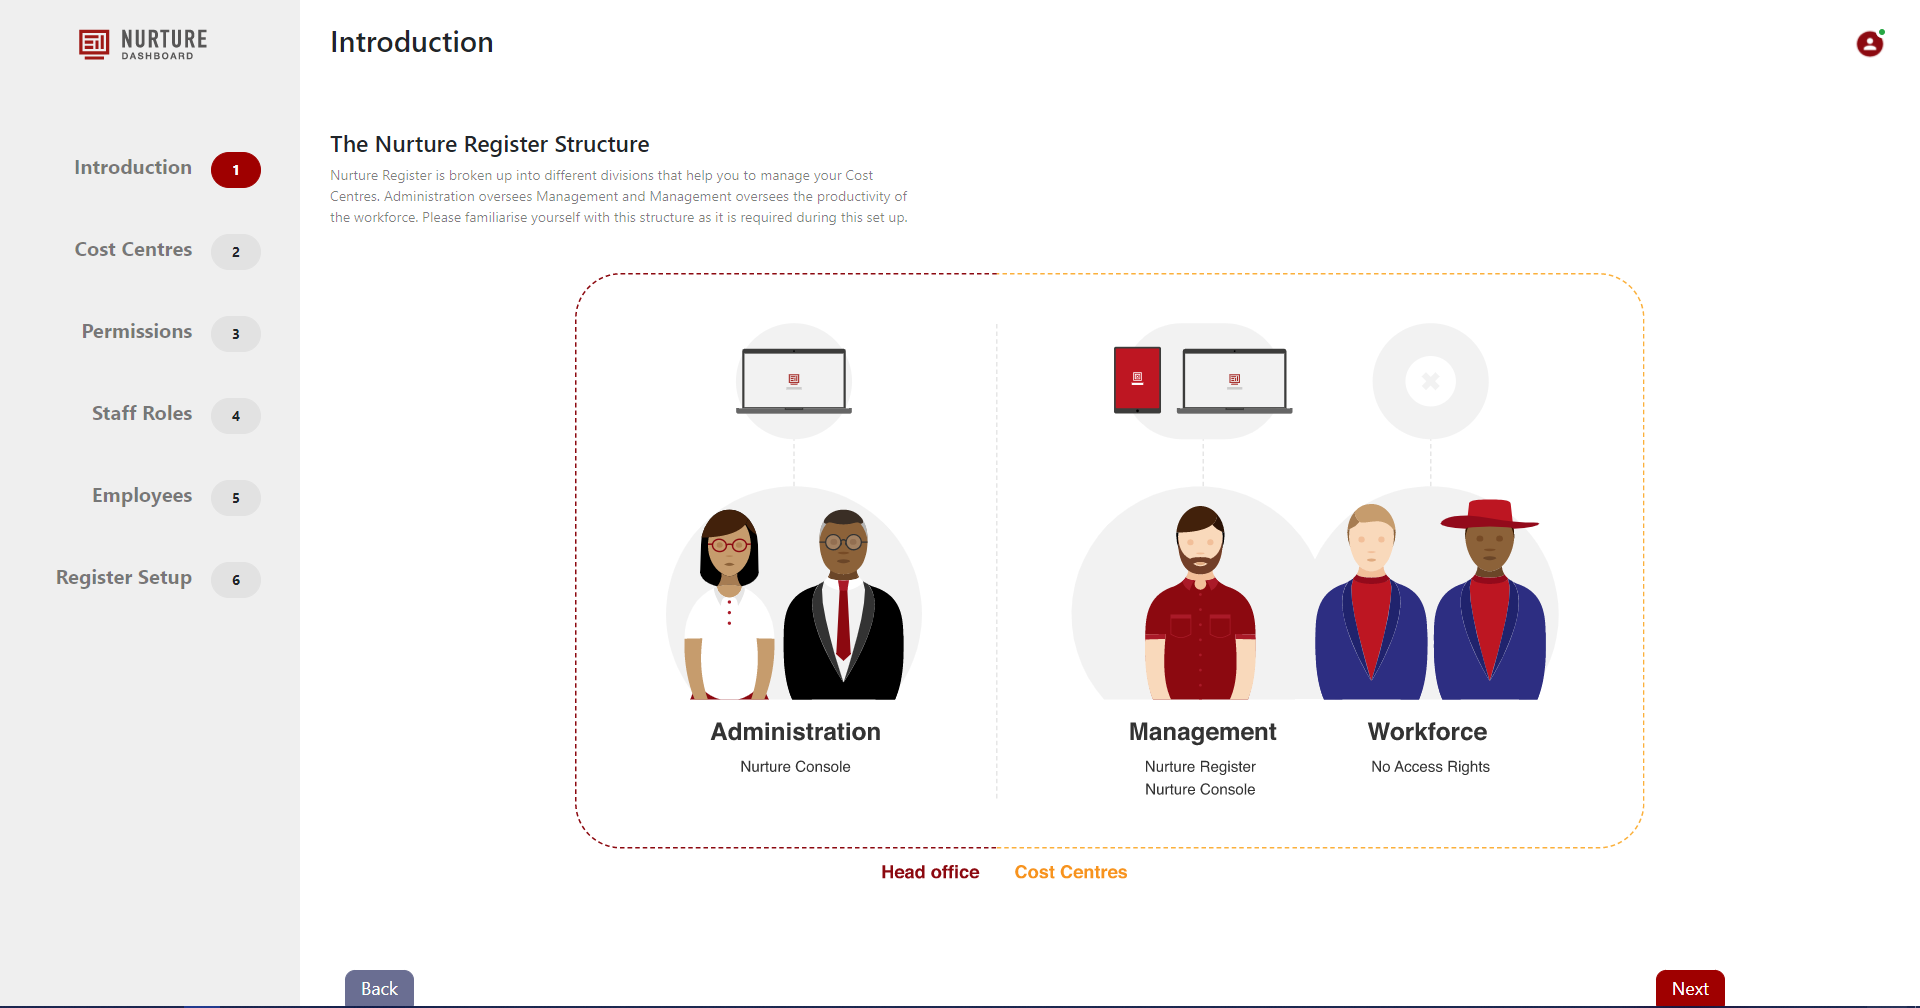 NURTURE
DASHBOARD
Introduction
Introduction 1
Cost Centres 2
Permissions 3
Staff Roles 4
Employees 5
Register Setup 6
The Nurture Register Structure
Nurture Register is broken up into different divisions that help you to manage your Cost
Centres. Administration oversees Management and Management oversees the productivity of
the workforce. Please familiarise yourself with this structure as it is required during this set up.
Administration
Nurture Console
Management
Nurture Register
Nurture Console
Workforce
No Access Rights
Head office
Cost Centres
Back
Next